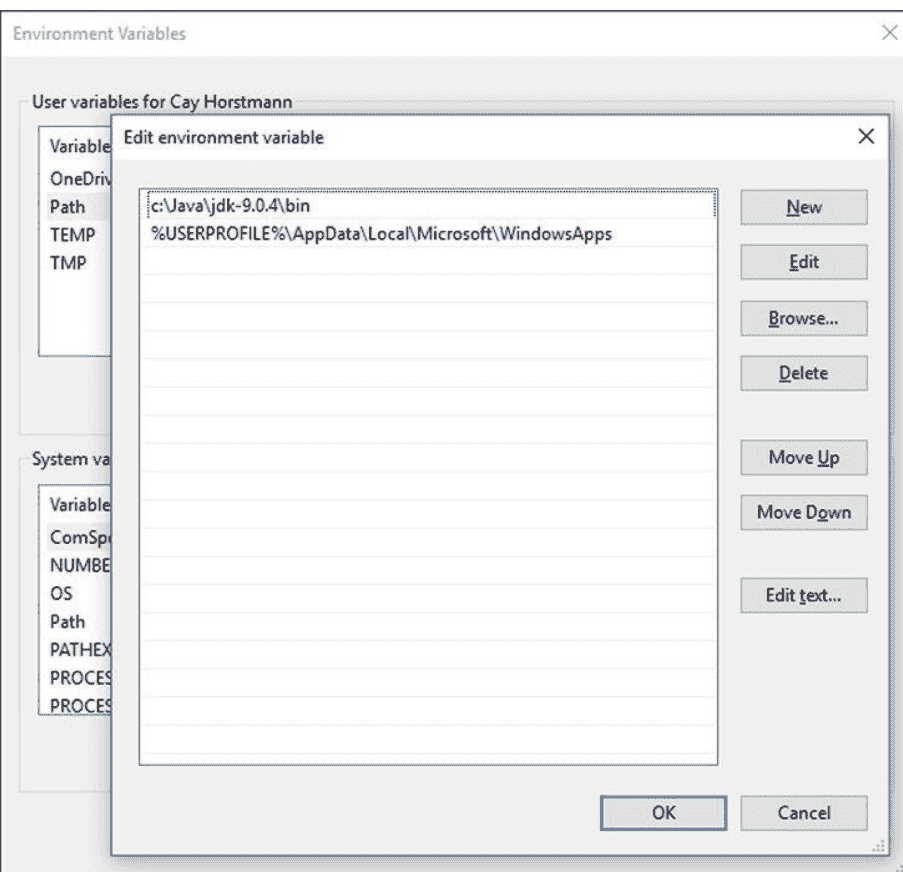 Environment Variables
User variables for Cay Horstmann
Edit environment variable
Variable
OneDriv
Path
TEMP
TMP
c:\Java\jdk-9.0.4\bin
%USERPROFILE%\AppData\Local\Microsoft\WindowsApps
New
Edit
Browse...
Delete
Move Up
Move Down
Edit text...
System va
Variable
ComSpe
NUMBE
OS
Path
PATHEX
PROCES
PROCES
OK
Cancel